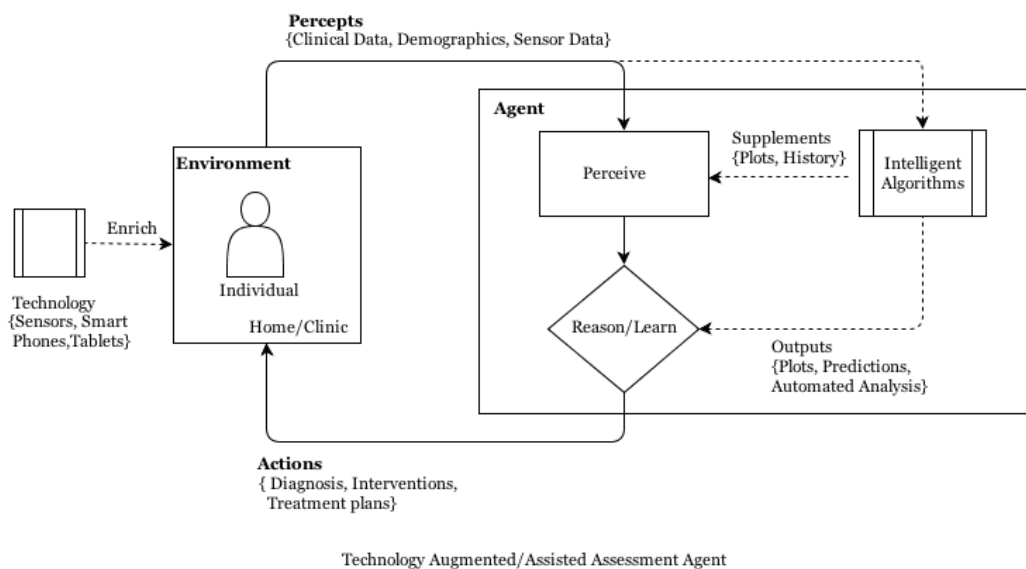 Percepts
{Clinical Data, Demographics, Sensor Data}
Agent
Environment
Perceive
Supplements
{Plots, History}
Intelligent
Algorithms
Enrich
Individual
Home/Clinic
Technology
{Sensors, Smart
Phones,Tablets}
Reason/Learn
Outputs
{Plots, Predictions,
Automated Analysis}
Actions
{ Diagnosis, Interventions,
Treatment plans}
Technology Augmented/Assisted Assessment Agent